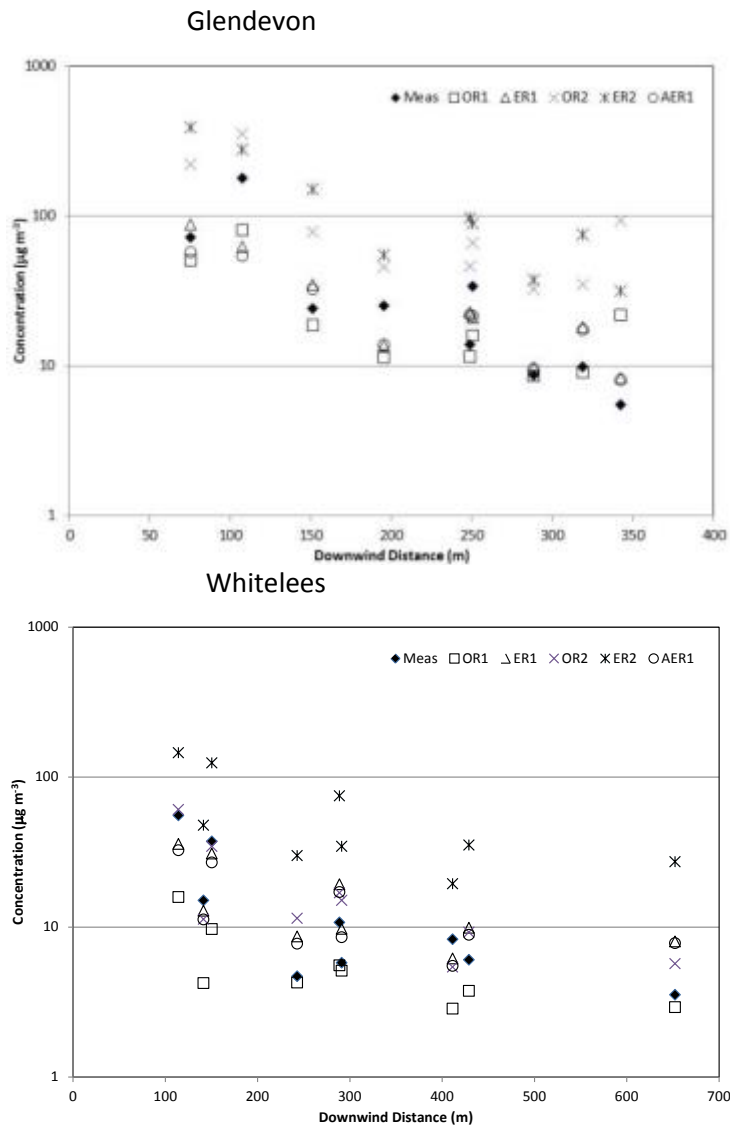 Glendevon
1000
Meas OR1 ER1 OR2 ER2 AER1
100
Concentration (µg m⁻³)
10
1
0 50 100 150 200 250 300 350 400
Downwind Distance (m)
Whitelees
1000
Meas OR1 ER1 OR2 ER2 AER1
100
Concentration (µg m⁻³)
10
1
0 100 200 300 400 500 600 700
Downwind Distance (m)